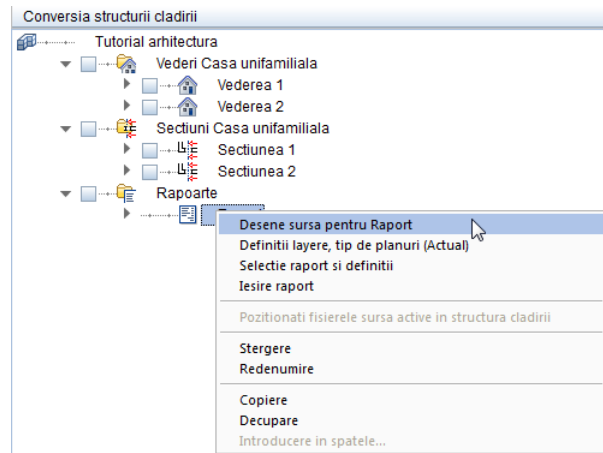 Conversia structurii cladirii
Tutorial arhitectura
Vederi Casa unifamiliala
Vederea 1
Vederea 2
Sectiuni Casa unifamiliala
Sectiunea 1
Sectiunea 2
Rapoarte
Desene sursa pentru Raport
Definitii layere, tip de planuri (Actual)
Selectie raport si definitii
Iesire raport
Pozitionati fisierele sursa active in structura cladirii
Stergere
Redenumire
Copiere
Decupare
Introducere in spatele...